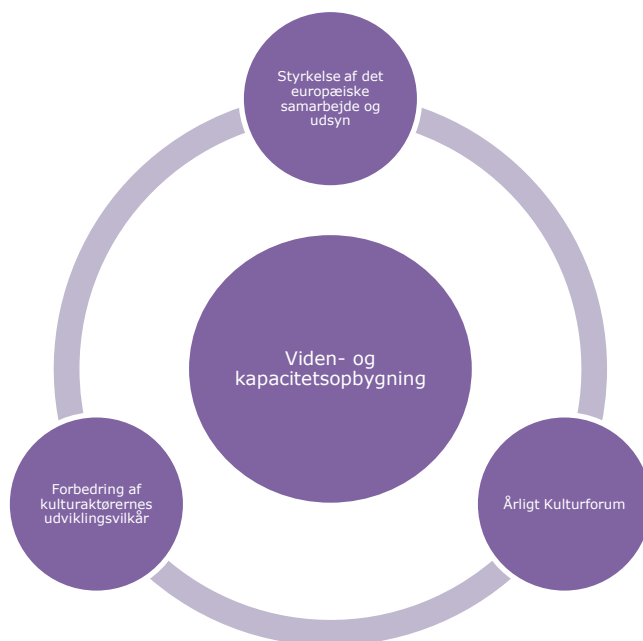 Styrkelse af det
europæiske
samarbejde og
udsyn
Viden- og
kapacitetsopbygning
Forbedring af
kulturaktørernes
udviklingsvilkår
Årligt Kulturforum